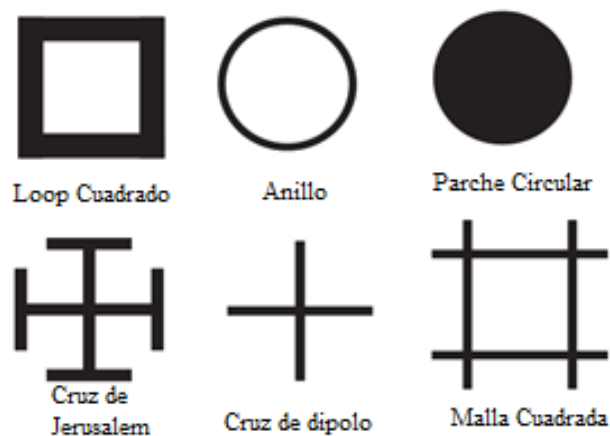 Loop Cuadrado
Anillo
Parche Circular
Cruz de
Jerusalem
Cruz de dipolo
Malla Cuadrada